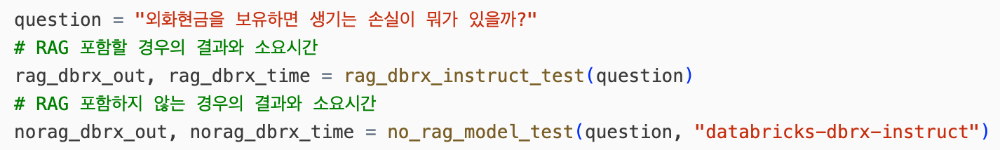 question = "외화현금을 보유하면 생기는 손실이 뭐가 있을까?"
# RAG 포함할 경우의 결과와 소요시간
rag_dbrx_out, rag_dbrx_time = rag_dbrx_instruct_test(question)
# RAG 포함하지 않는 경우의 결과와 소요시간
norag_dbrx_out, norag_dbrx_time = no_rag_model_test(question, "databricks-dbrx-instruct")